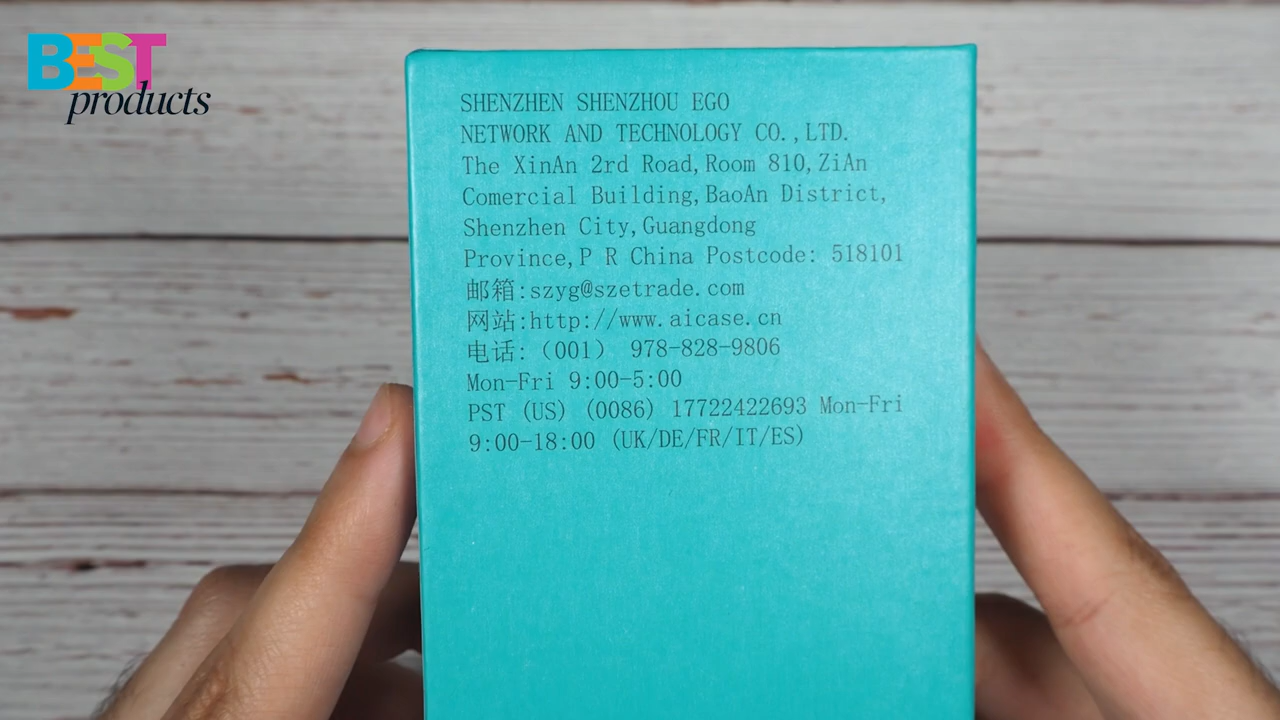 BEST
products
SHENZHEN SHENZHOU EGO
NETWORK AND TECHNOLOGY CO.,LTD.
The XinAn 2rd Road,Room 810,ZiAn
Comercial Building,BaoAn District,
Shenzhen City,Guangdong
Province,P R China Postcode: 518101
邮箱:szyg@szetrade.com
网站:http://www.aicase.cn
电话:（001） 978-828-9806
Mon-Fri 9:00-5:00
PST (US) (0086) 17722422693 Mon-Fri
9:00-18:00 (UK/DE/FR/IT/ES)